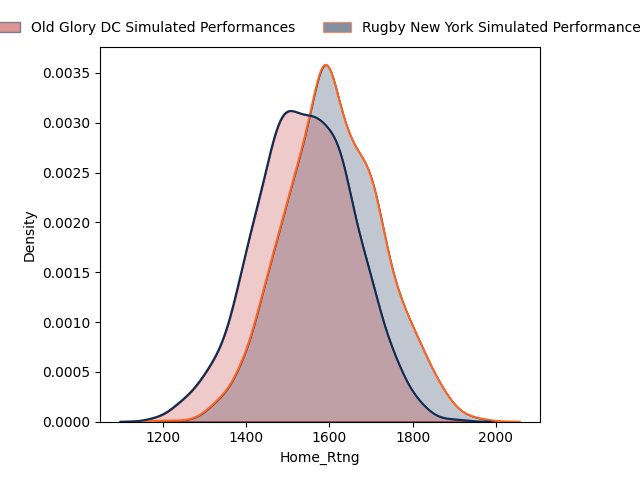 Old Glory DC Simulated Performances
Rugby New York Simulated Performance
0.0035
0.0030
0.0025
0.0020
0.0015
0.0010
0.0005
0.0000
Density
1200 1400 1600 1800 2000
Home_Rtng